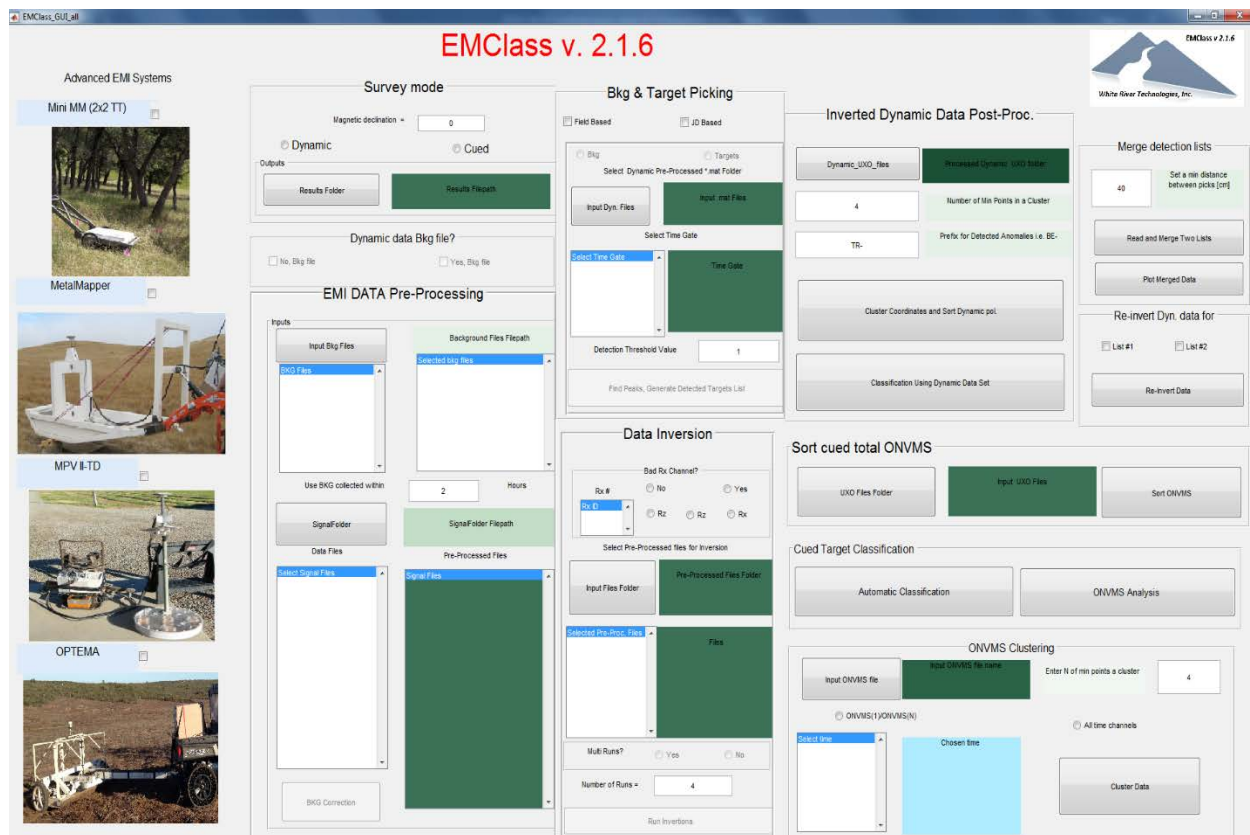 EMClass_GUI_all
EMClass v. 2.1.6
EMClass v 2.1.6
White River Technologies, Inc.
Advanced EMI Systems
Mini MM (2x2 TT)
MetalMapper
MPV II-TD
OPTEMA
Survey mode
Magnetic declination =
0
Dynamic
Cued
Outputs
Results Folder
Results Filepath
Dynamic data Bkg file?
No, Bkg file
Yes, Bkg file
EMI DATA Pre-Processing
Inputs
Input Bkg Files
Background Files Filepath
BKG Files
Selected bkg files
Use BKG collected within
2
Hours
SignalFolder
SignalFolder Filepath
Data Files
Pre-Processed Files
Select Signal Files
Signal Files
BKG Correction
Bkg & Target Picking
Field Based
JD Based
Bkg
Targets
Select Dynamic Pre-Processed *.mat Folder
Input Dyn. Files
Input .mat Files
Select Time Gate
Select Time Gate
Time Gate
Detection Threshold Value
1
Find Peaks, Generate Detected Targets List
Data Inversion
Bad Rx Channel?
Rx #
No
Yes
Rx ID
Rz
Rz
Rx
Select Pre-Processed files for Inversion
Input Files Folder
Pre-Processed Files Folder
Selected Pre-Proc. Files
Files
Multi Runs?
Yes
No
Number of Runs =
4
Run Inversions
Inverted Dynamic Data Post-Proc.
Dynamic_UXO_files
Processed Dynamic UXO folder
4
Number of Min Points in a Cluster
TR-
Prefix for Detected Anomalies i.e. BE-
Cluster Coordinates and Sort Dynamic pol.
Classification Using Dynamic Data Set
Merge detection lists
40
Set a min distance
between picks [cm]
Read and Merge Two Lists
Plot Merged Data
Re-invert Dyn. data for
List #1
List #2
Re-Invert Data
Sort cued total ONVMS
UXO Files Folder
Input UXO Files
Sort ONVMS
Cued Target Classification
Automatic Classification
ONVMS Analysis
ONVMS Clustering
Input ONVMS file
Input ONVMS file name
Enter N of min points a cluster
4
ONVMS(1)/ONVMS(N)
All time channels
Select time
Chosen time
Cluster Data